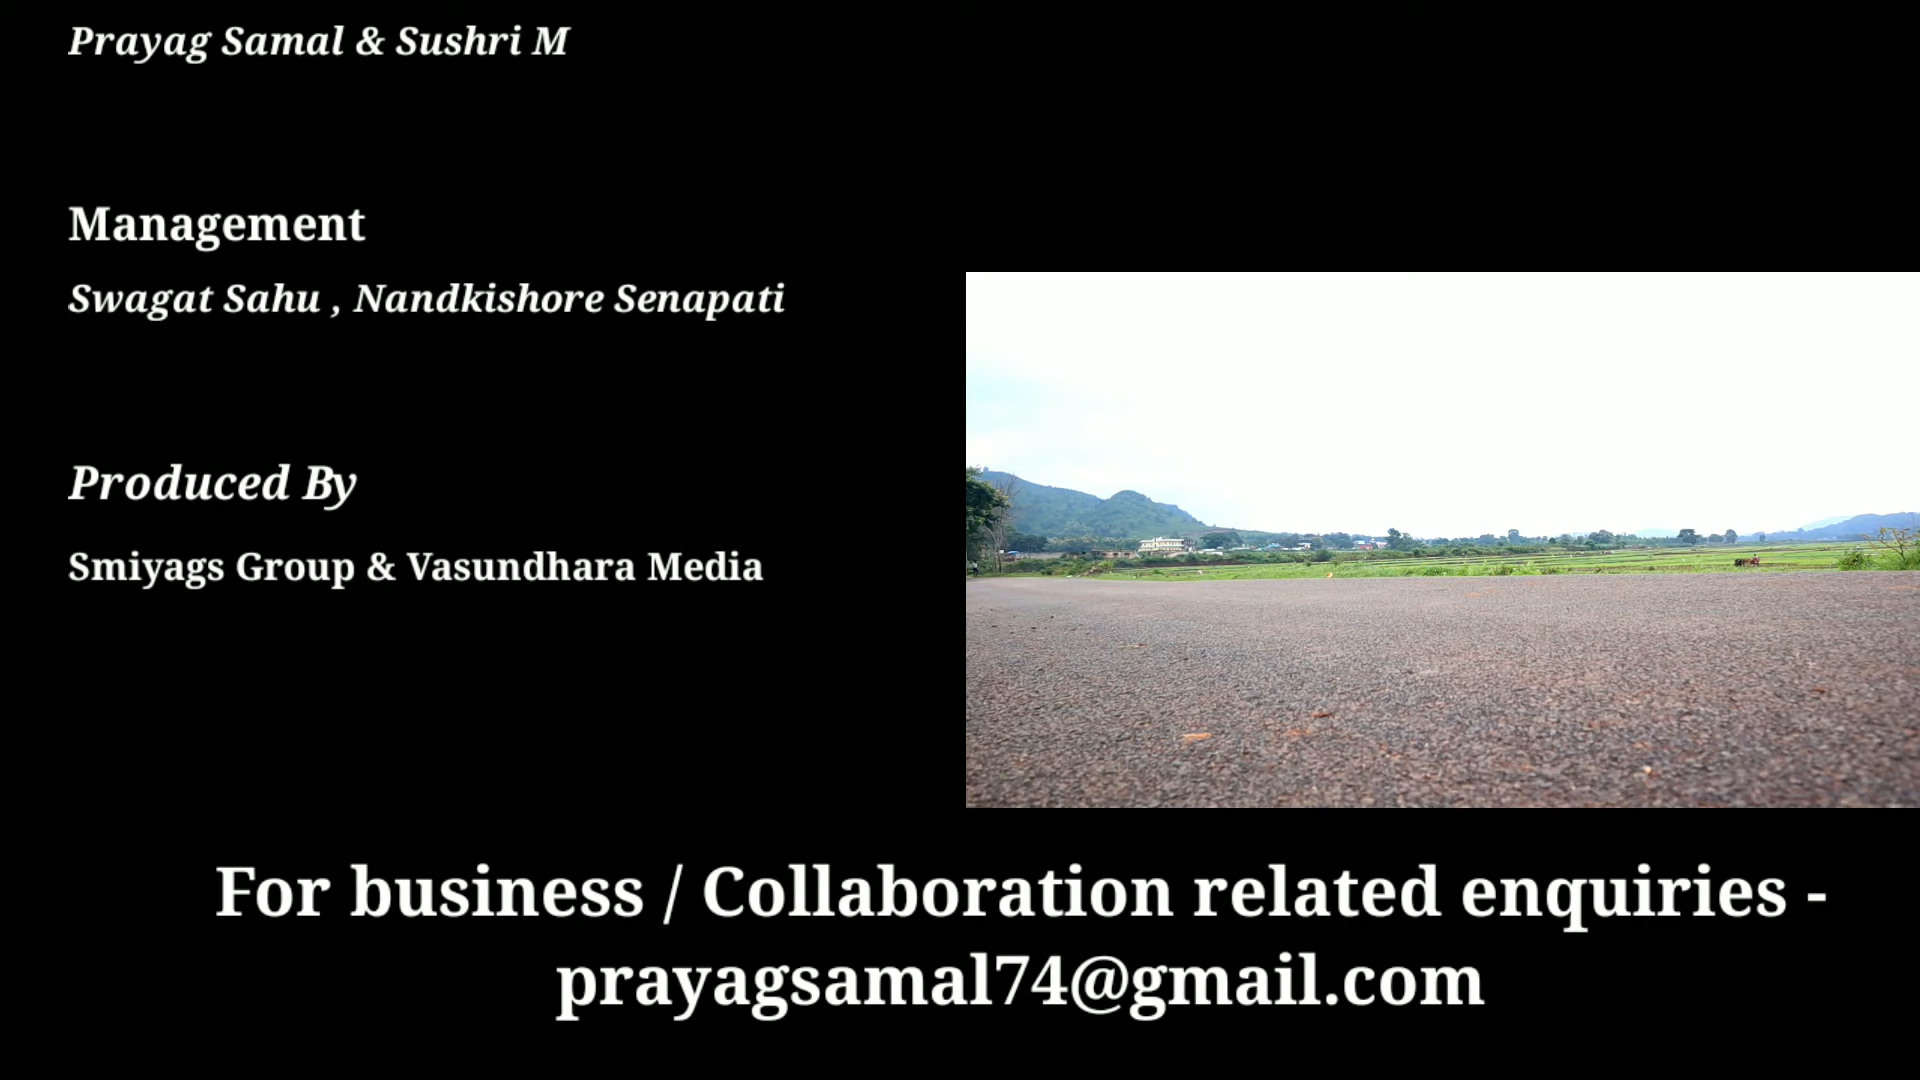 Prayag Samal & Sushri M
Management
Swagat Sahu , Nandkishore Senapati
Produced By
Smiyags Group & Vasundhara Media
For business / Collaboration related enquiries -
prayagsamal74@gmail.com